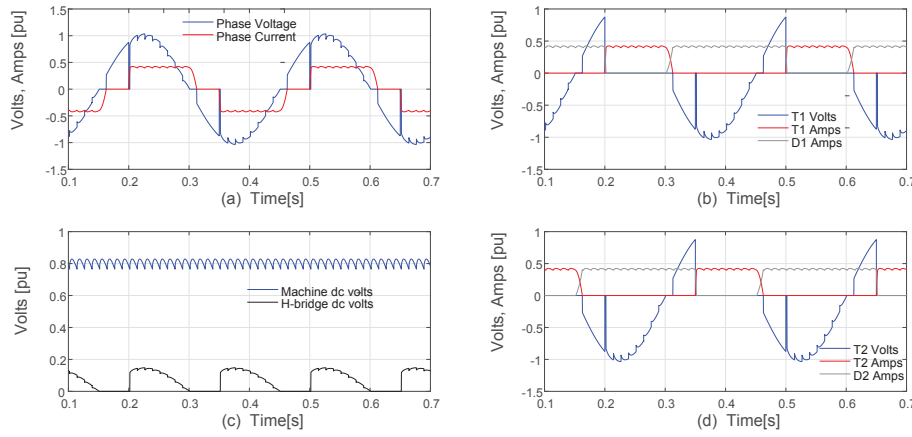 1.5
1
0.5
0
-0.5
-1
-1.5
Volts, Amps [pu]
Phase Voltage
Phase Current
0.1 0.2 0.3 0.4 0.5 0.6 0.7
(a) Time[s]
1
0.5
0
-0.5
-1
-1.5
Volts, Amps [pu]
T1 Volts
T1 Amps
D1 Amps
0.1 0.2 0.3 0.4 0.5 0.6 0.7
(b) Time[s]
1
0.8
0.6
0.4
0.2
0
Volts [pu]
Machine dc volts
H-bridge dc volts
0.1 0.2 0.3 0.4 0.5 0.6 0.7
(c) Time[s]
1
0.5
0
-0.5
-1
-1.5
Volts, Amps [pu]
T2 Volts
T2 Amps
D2 Amps
0.1 0.2 0.3 0.4 0.5 0.6 0.7
(d) Time[s]